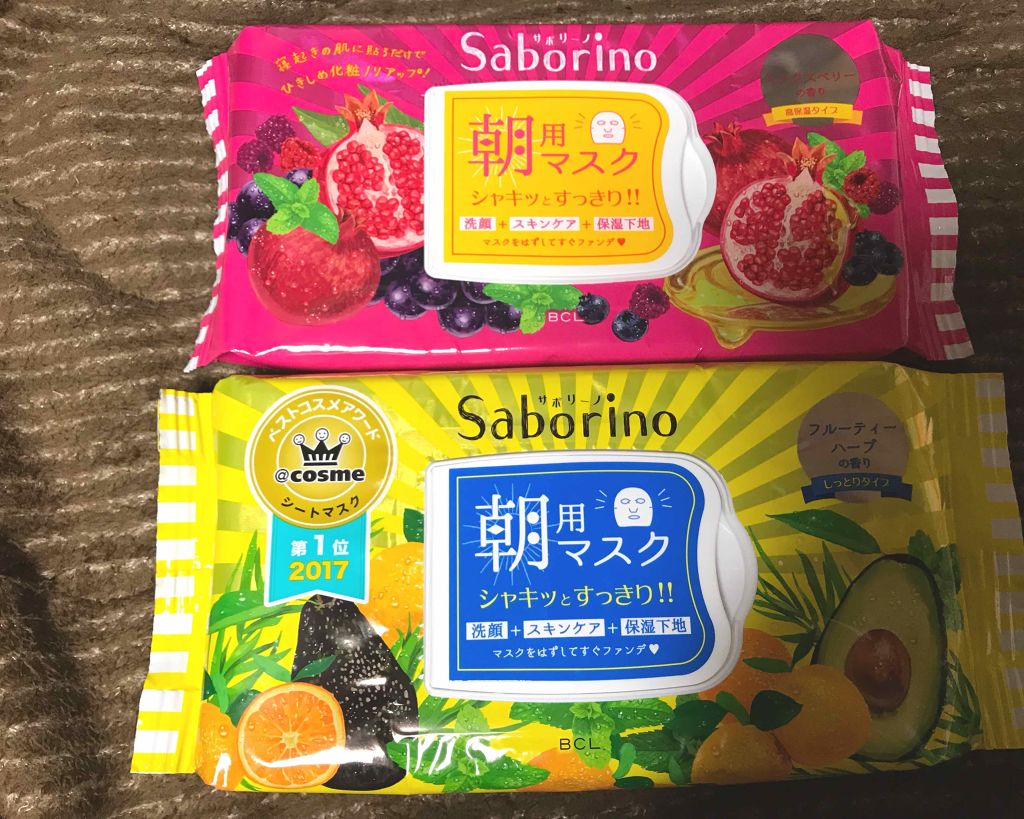 寝起きの肌に貼るだけで
ひきしめ化粧ノリアップ!
サボリーノ
Saborino
の香り
高保湿タイプ
朝用
マスク
シャキッとすっきり!!
洗顔+スキンケア+保湿下地
マスクをはずしてすぐファンデ♥
BCL
ベストコスメアワード
@cosme
シートマスク
第1位
2017
サボリーノ
Saborino
フルーティー
ハーブ
の香り
しっとりタイプ
朝用
マスク
シャキッとすっきり!!
洗顔+スキンケア+保湿下地
マスクをはずしてすぐファンデ♥
BCL